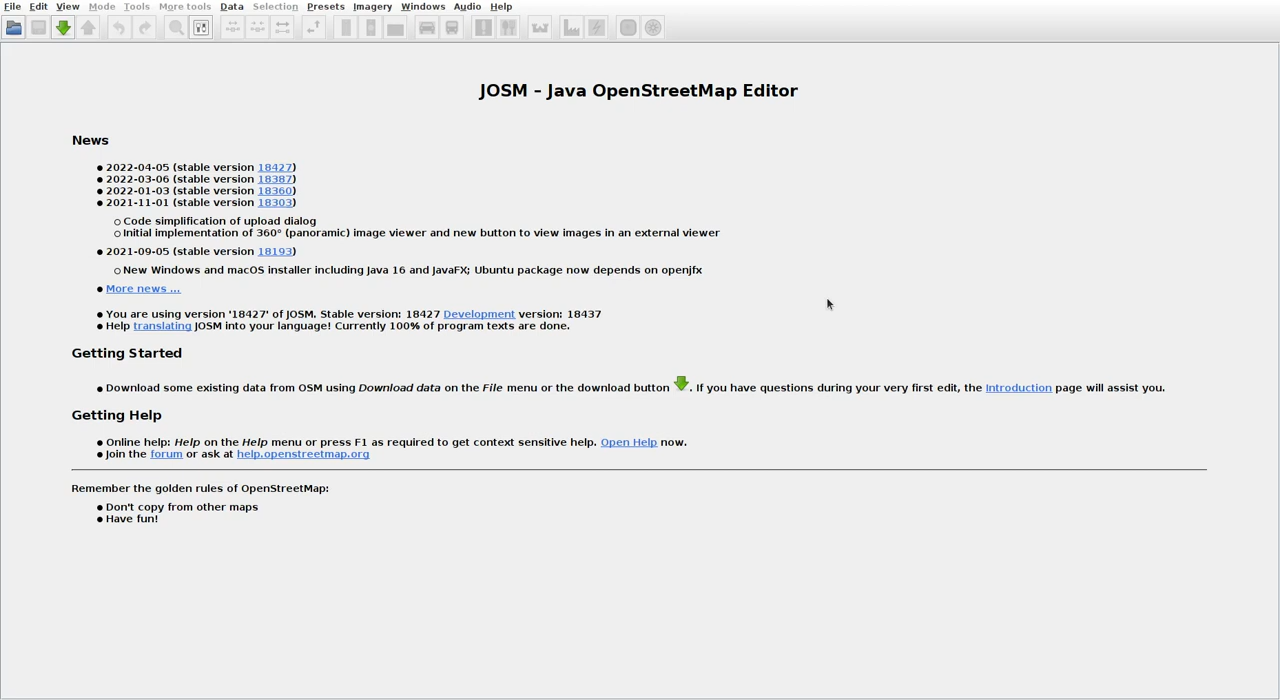 File Edit View Mode Tools More tools Data Selection Presets Imagery Windows Audio Help
JOSM – Java OpenStreetMap Editor
News
● 2022-04-05 (stable version 18427)
● 2022-03-06 (stable version 18387)
● 2022-01-03 (stable version 18360)
● 2021-11-01 (stable version 18303)
○ Code simplification of upload dialog
○ Initial implementation of 360° (panoramic) image viewer and new button to view images in an external viewer
● 2021-09-05 (stable version 18193)
○ New Windows and macOS installer including Java 16 and JavaFX; Ubuntu package now depends on openjfx
● More news ...
● You are using version '18427' of JOSM. Stable version: 18427 Development version: 18437
● Help translating JOSM into your language! Currently 100% of program texts are done.
Getting Started
● Download some existing data from OSM using Download data on the File menu or the download button . If you have questions during your very first edit, the Introduction page will assist you.
Getting Help
● Online help: Help on the Help menu or press F1 as required to get context sensitive help. Open Help now.
● Join the forum or ask at help.openstreetmap.org
Remember the golden rules of OpenStreetMap:
● Don't copy from other maps
● Have fun!